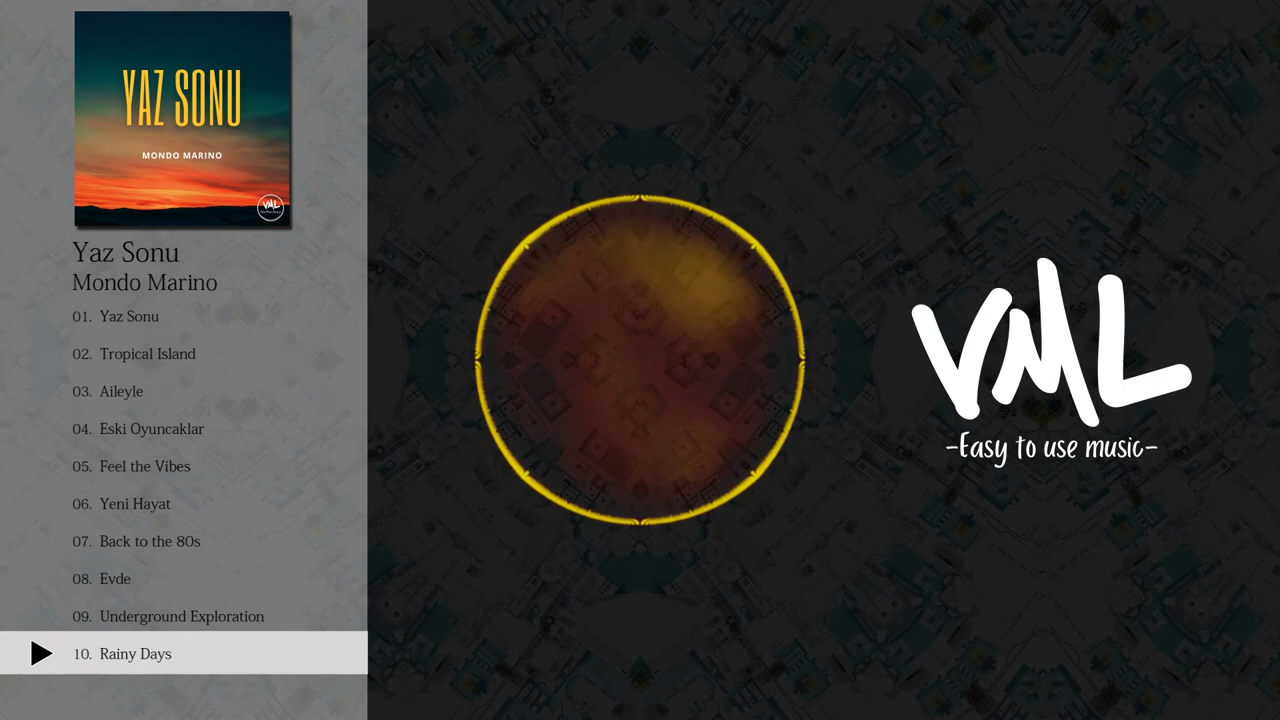 YAZ SONU
MONDO MARINO
VML
Yaz Sonu
Mondo Marino
01. Yaz Sonu
02. Tropical Island
03. Aileyle
04. Eski Oyuncaklar
05. Feel the Vibes
06. Yeni Hayat
07. Back to the 80s
08. Evde
09. Underground Exploration
10. Rainy Days
VML
-Easy to use music-